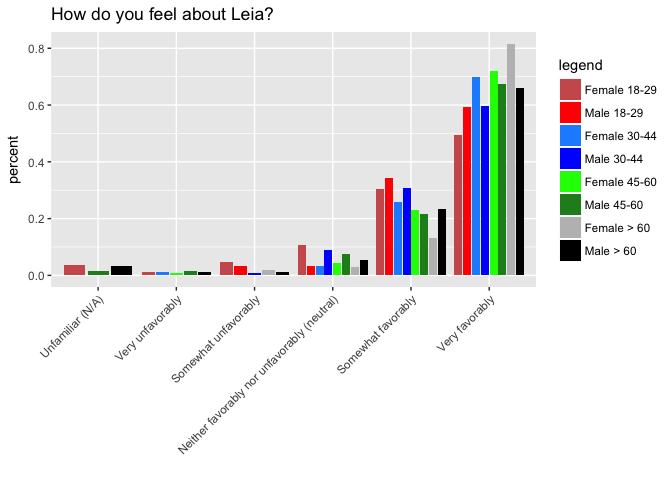 How do you feel about Leia?
percent
0.8
0.6
0.4
0.2
0.0
Unfamiliar (N/A)
Very unfavorably
Somewhat unfavorably
Neither favorably nor unfavorably (neutral)
Somewhat favorably
Very favorably
legend
Female 18-29
Male 18-29
Female 30-44
Male 30-44
Female 45-60
Male 45-60
Female > 60
Male > 60